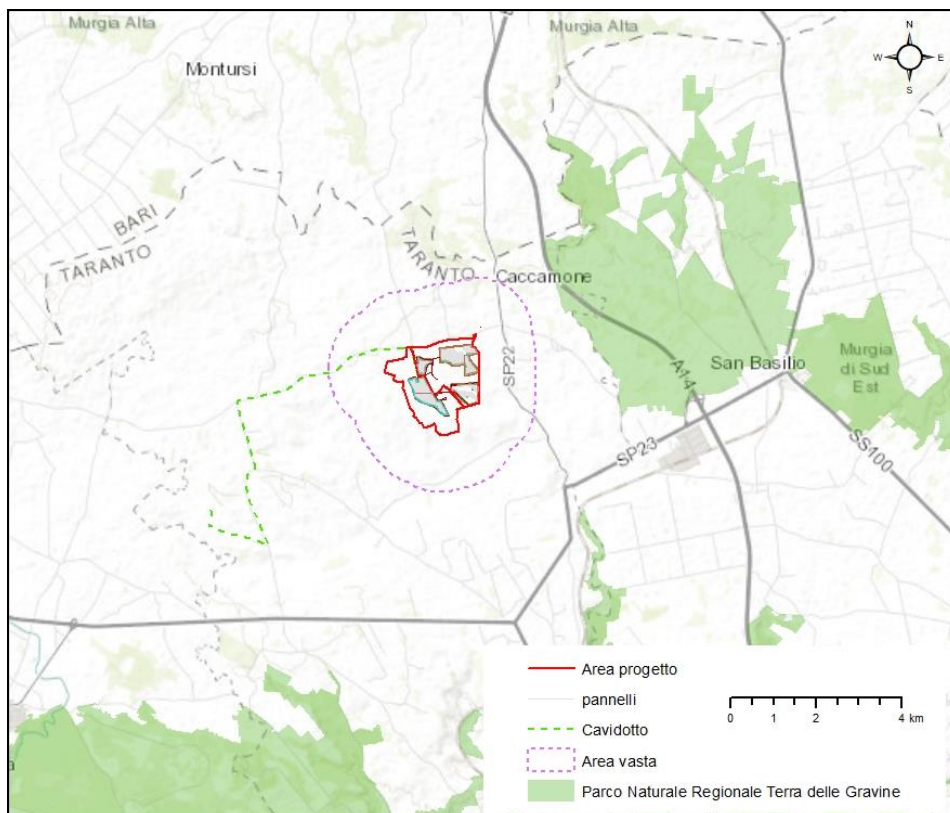 Murgia Alta
Murgia Alta
Montursi
N
W
E
S
BARI
TARANTO
TARANTO
Caccamone
SP22
A14
San Basilio
Murgia
di Sud
Est
SP23
SS100
a
Area progetto
pannelli
Cavidotto
Area vasta
Parco Naturale Regionale Terra delle Gravine
0 1 2 4 km